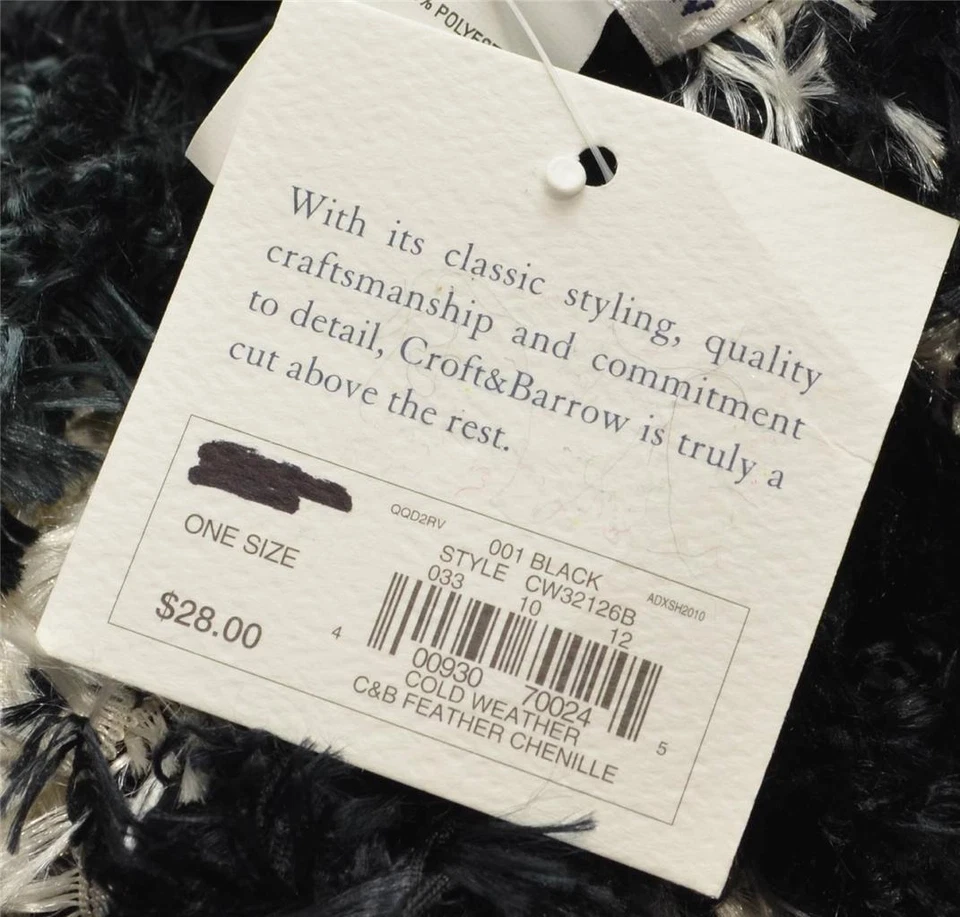 % POLYEST
With its classic styling, quality
craftsmanship and commitment
to detail, Croft&Barrow is truly a
cut above the rest.
QQD2RV
ONE SIZE
001 BLACK
STYLE CW32126B
ADXSH2010
033 10 12
$28.00
4 00930 70024 5
COLD WEATHER
C&B FEATHER CHENILLE